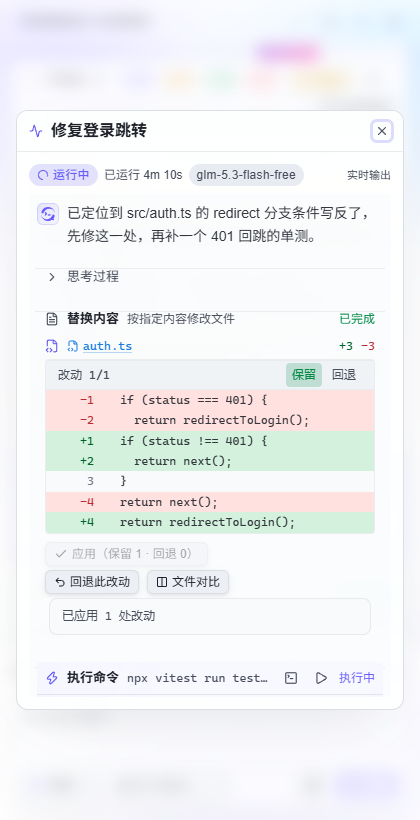 修复登录跳转
运行中 已运行 4m 10s glm-5.3-flash-free 实时输出
已定位到 src/auth.ts 的 redirect 分支条件写反了，
先修这一处，再补一个 401 回跳的单测。
思考过程
替换内容 按指定内容修改文件 已完成
auth.ts +3 −3
改动 1/1 保留 回退
−1 if (status === 401) {
−2 return redirectToLogin();
+1 if (status !== 401) {
+2 return next();
3 }
−4 return next();
+4 return redirectToLogin();
应用（保留 1 · 回退 0）
回退此改动 文件对比
已应用 1 处改动
执行命令 npx vitest run test… 执行中